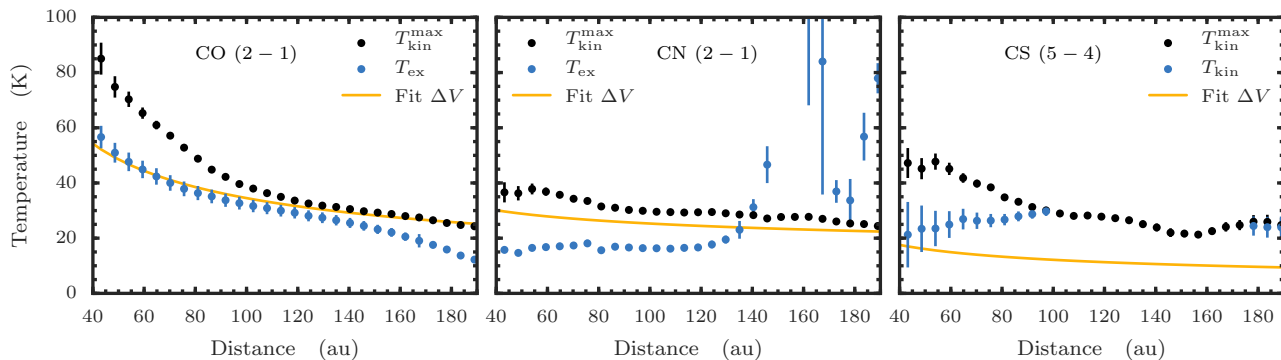 100
80
60
40
20
0
Temperature (K)
CO (2 − 1)
T_kin^max
T_ex
Fit ΔV
40 60 80 100 120 140 160 180
Distance (au)
CN (2 − 1)
T_kin^max
T_ex
Fit ΔV
40 60 80 100 120 140 160 180
Distance (au)
CS (5 − 4)
T_kin^max
T_kin
Fit ΔV
40 60 80 100 120 140 160 180
Distance (au)